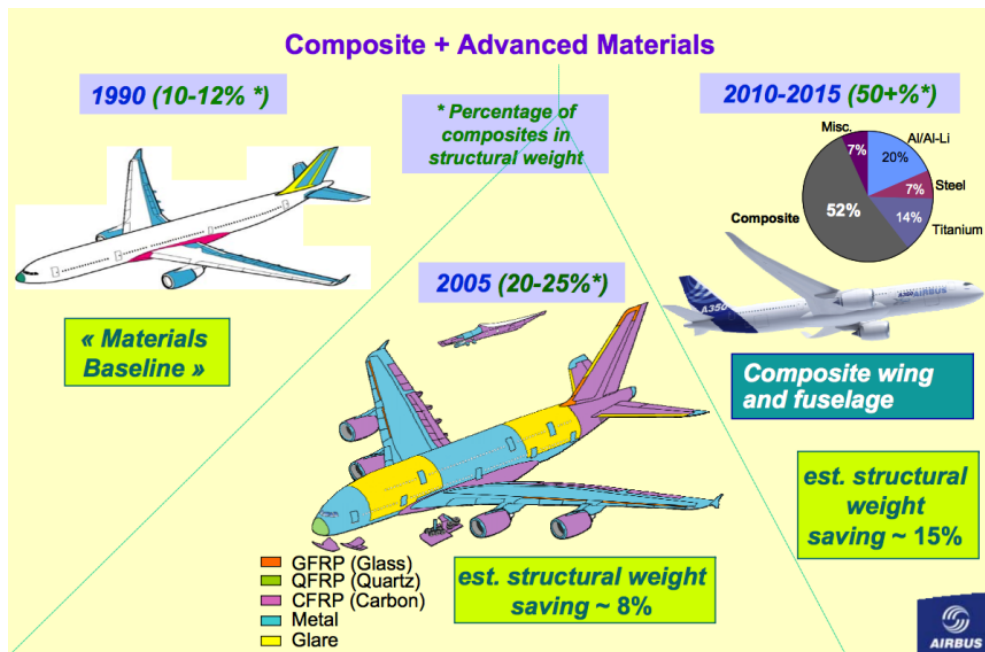 Composite + Advanced Materials
1990 (10-12% *)
* Percentage of
composites in
structural weight
2010-2015 (50+%*)
Misc.
Al/Al-Li
7%
20%
Steel
7%
Composite
52%
14%
Titanium
2005 (20-25%*)
A350
AIRBUS
« Materials
Baseline »
Composite wing
and fuselage
est. structural
weight
saving ~ 15%
GFRP (Glass)
QFRP (Quartz)
CFRP (Carbon)
Metal
Glare
est. structural weight
saving ~ 8%
AIRBUS